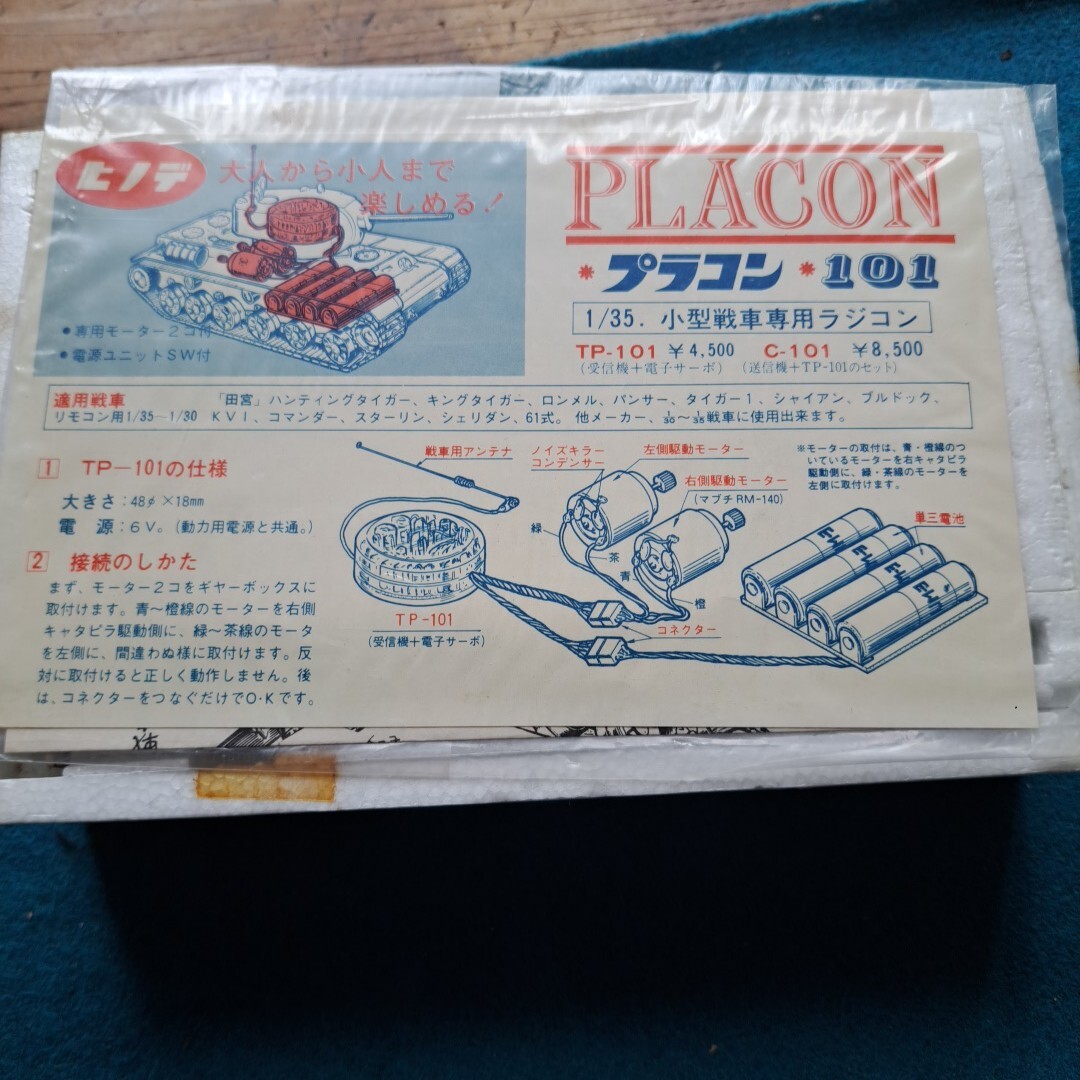 ヒノデ
大人から小人まで
楽しめる!
•専用モーター2コ付
•電源ユニットSW付
PLACON
*プラコン*101
1/35. 小型戦車専用ラジコン
TP-101 ¥4,500 C-101 ¥8,500
(受信機+電子サーボ) (送信機+TP-101のセット)
適用戦車 「田宮」ハンティングタイガー、キングタイガー、ロンメル、パンサー、タイガー1、シャイアン、ブルドック、
リモコン用1/35~1/30 KV1、コマンダー、スターリン、シェリダン、61式。他メーカー、1/30~1/35戦車に使用出来ます。
1 TP-101の仕様
大きさ:48φ×18mm
電源:6V。(動力用電源と共通。)
2 接続のしかた
まず、モーター2コをギヤーボックスに
取付けます。青~橙線のモーターを右側
キャタピラ駆動側に、緑~茶線のモータ
を左側に、間違わぬ様に取付けます。反
対に取付けると正しく動作しません。後
は、コネクターをつなぐだけでO・Kです。
戦車用アンテナ
ノイズキラー
コンデンサー
左側駆動モーター
右側駆動モーター
(マブチRM-140)
※モーターの取付は、青・橙線のつ
いているモーターを右キャタピラ
駆動側に、緑・茶線のモーターを
左側に取付けます。
単三電池
緑
茶
青
橙
TP-101
(受信機+電子サーボ)
コネクター